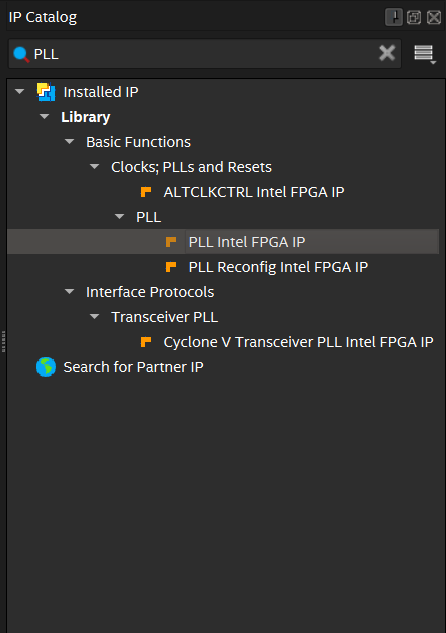 IP Catalog
PLL
Installed IP
Library
Basic Functions
Clocks; PLLs and Resets
ALTCLKCTRL Intel FPGA IP
PLL
PLL Intel FPGA IP
PLL Reconfig Intel FPGA IP
Interface Protocols
Transceiver PLL
Cyclone V Transceiver PLL Intel FPGA IP
Search for Partner IP